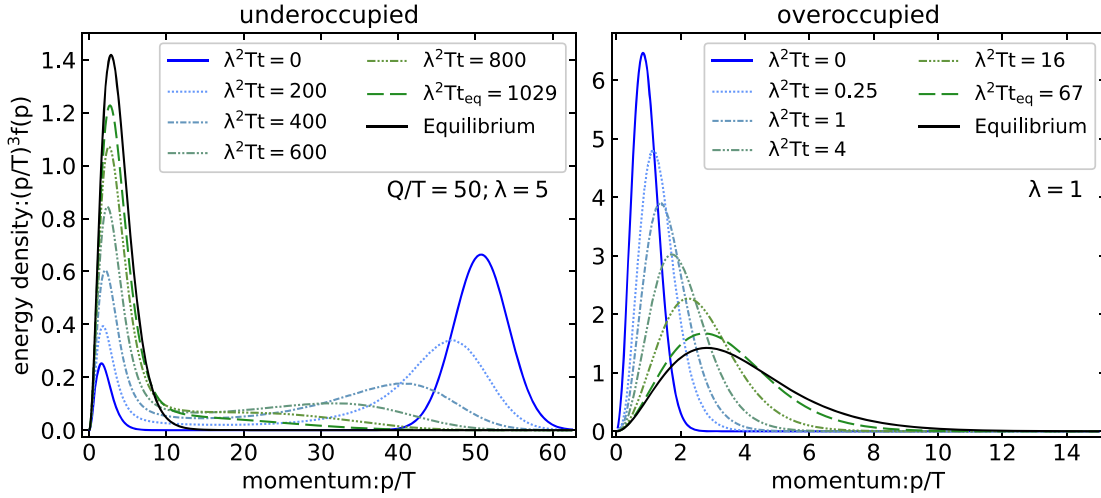 underoccupied
energy density:(p/T)³f(p)
1.4
1.2
1.0
0.8
0.6
0.4
0.2
0.0
λ²Tt = 0
λ²Tt = 200
λ²Tt = 400
λ²Tt = 600
λ²Tt = 800
λ²Tt_eq = 1029
Equilibrium
Q/T = 50; λ = 5
0 10 20 30 40 50 60
momentum:p/T
overoccupied
6
5
4
3
2
1
0
λ²Tt = 0
λ²Tt = 0.25
λ²Tt = 1
λ²Tt = 4
λ²Tt = 16
λ²Tt_eq = 67
Equilibrium
λ = 1
0 2 4 6 8 10 12 14
momentum:p/T